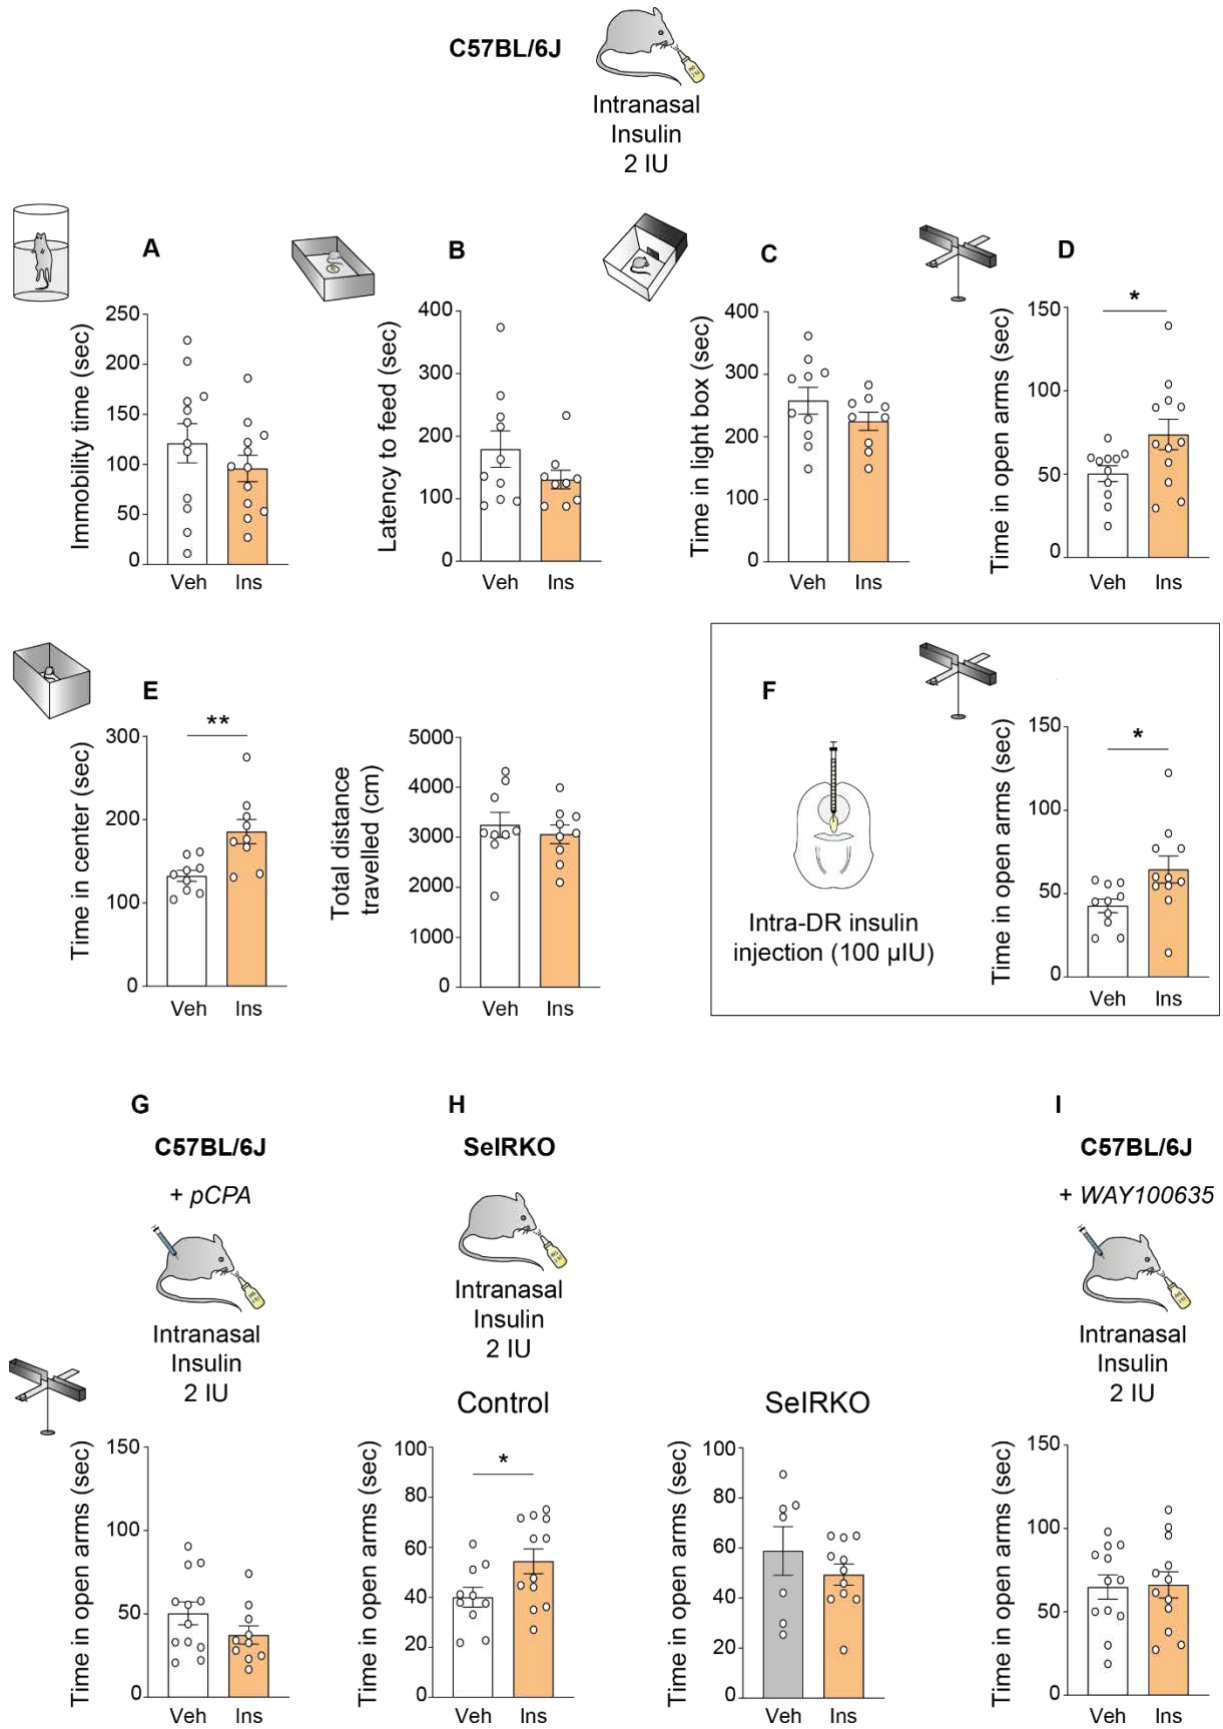 C57BL/6J
Intranasal
Insulin
2 IU
A
Immobility time (sec)
250
200
150
100
50
0
Veh Ins
B
Latency to feed (sec)
400
300
200
100
0
Veh Ins
C
Time in light box (sec)
400
300
200
100
0
Veh Ins
D
Time in open arms (sec)
150
100
50
0
*
Veh Ins
E
Time in center (sec)
300
200
100
0
**
Veh Ins
Total distance
travelled (cm)
5000
4000
3000
2000
1000
0
Veh Ins
F
Intra-DR insulin
injection (100 µIU)
Time in open arms (sec)
150
100
50
0
*
Veh Ins
G
C57BL/6J
+ pCPA
Intranasal
Insulin
2 IU
Time in open arms (sec)
150
100
50
0
Veh Ins
H
SeIRKO
Intranasal
Insulin
2 IU
Control
Time in open arms (sec)
100
80
60
40
20
0
*
Veh Ins
SeIRKO
Time in open arms (sec)
100
80
60
40
20
0
Veh Ins
I
C57BL/6J
+ WAY100635
Intranasal
Insulin
2 IU
Time in open arms (sec)
150
100
50
0
Veh Ins